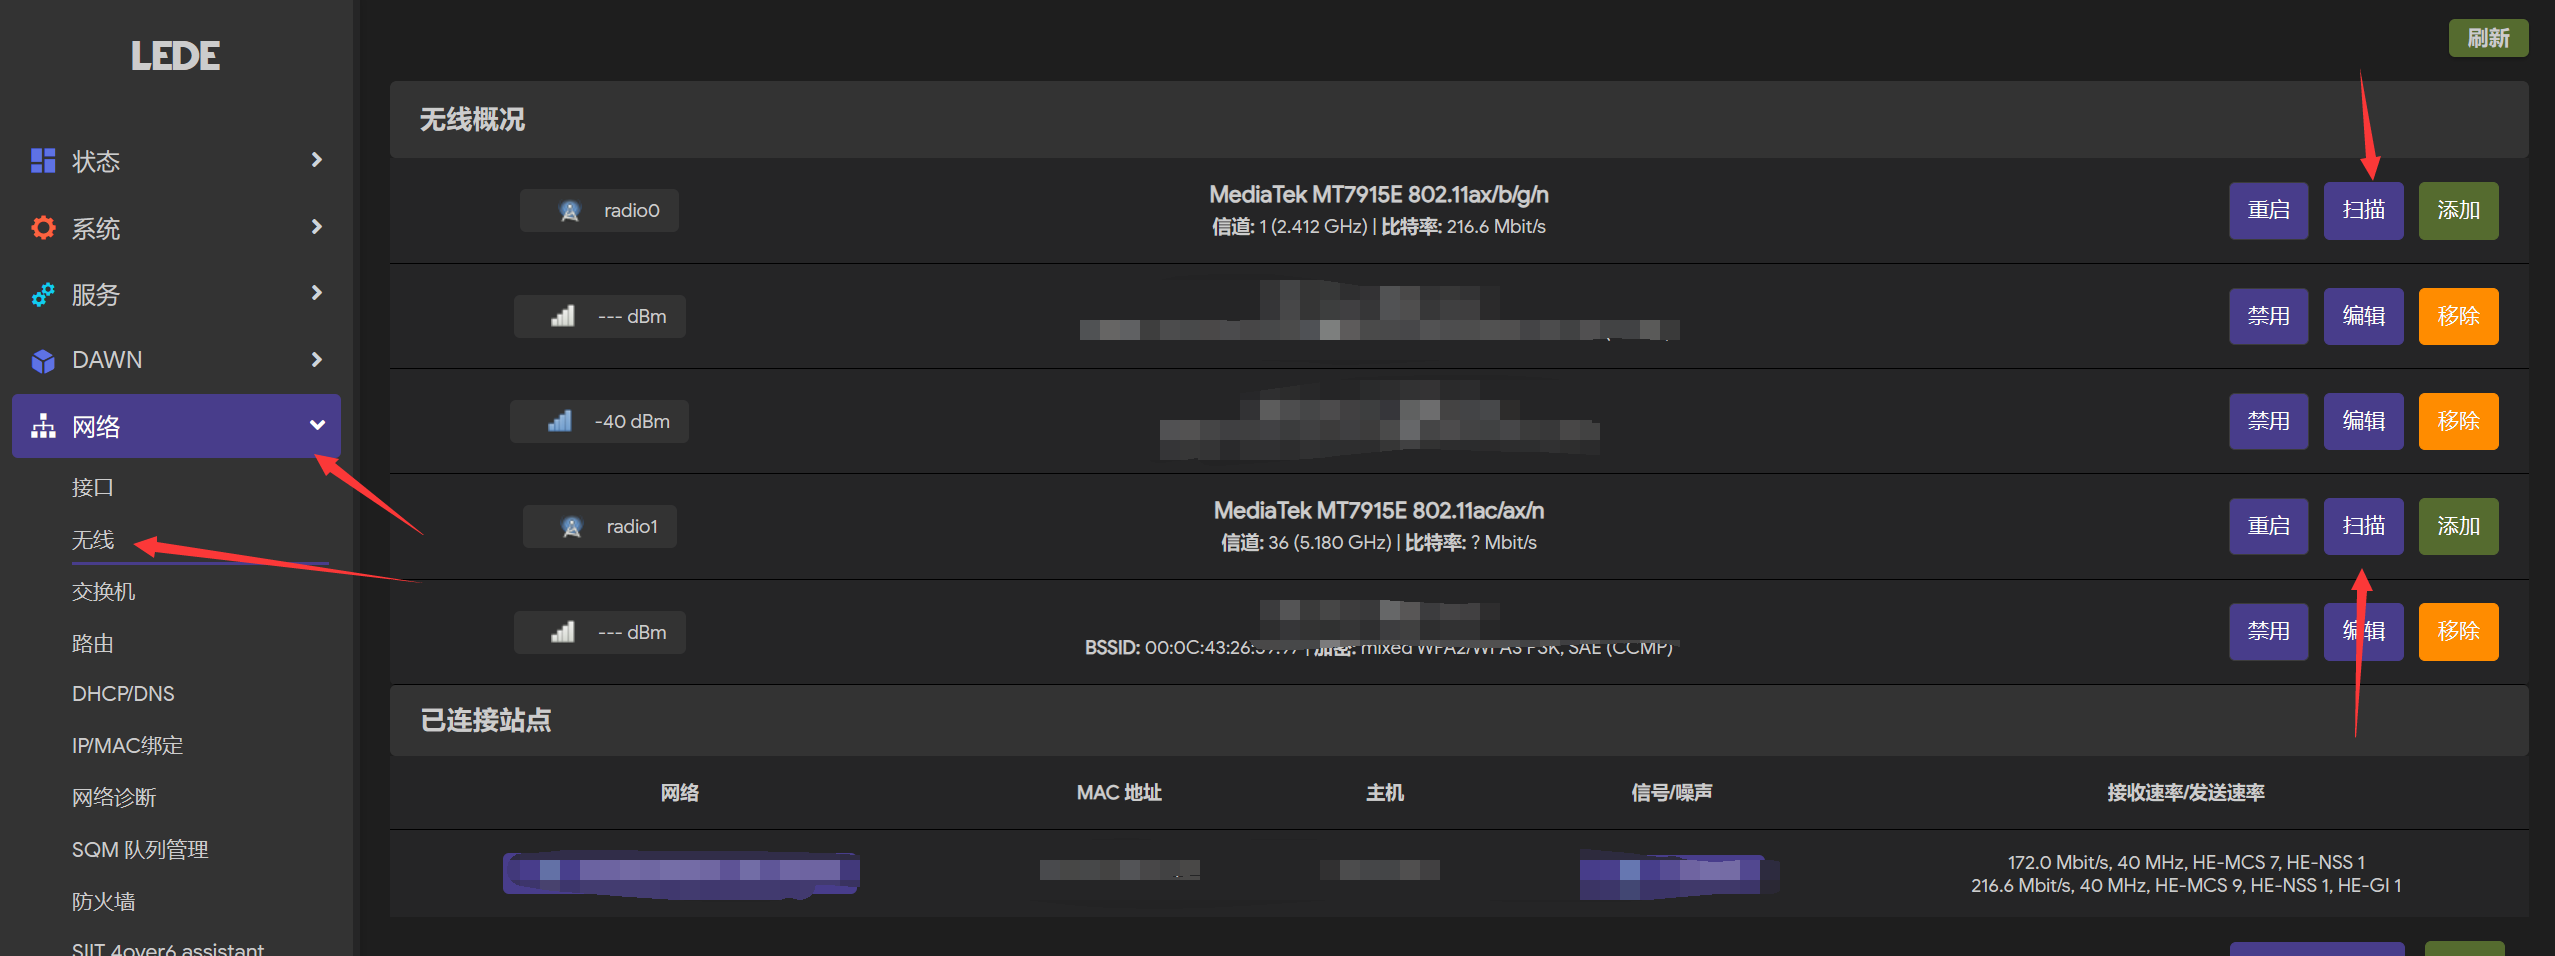 LEDE
状态
系统
服务
DAWN
网络
接口
无线
交换机
路由
DHCP/DNS
IP/MAC绑定
网络诊断
SQM 队列管理
防火墙
SIIT 4over6 assistant
刷新
无线概况
radio0
MediaTek MT7915E 802.11ax/b/g/n
信道: 1 (2.412 GHz) | 比特率: 216.6 Mbit/s
重启 扫描 添加
--- dBm
禁用 编辑 移除
-40 dBm
禁用 编辑 移除
radio1
MediaTek MT7915E 802.11ac/ax/n
信道: 36 (5.180 GHz) | 比特率: ? Mbit/s
重启 扫描 添加
--- dBm
BSSID: 00:0C:43:26: | 加密: mixed WPA2/WPA3 PSK, SAE (CCMP)
禁用 编辑 移除
已连接站点
网络 MAC 地址 主机 信号/噪声 接收速率/发送速率
172.0 Mbit/s, 40 MHz, HE-MCS 7, HE-NSS 1
216.6 Mbit/s, 40 MHz, HE-MCS 9, HE-NSS 1, HE-GI 1